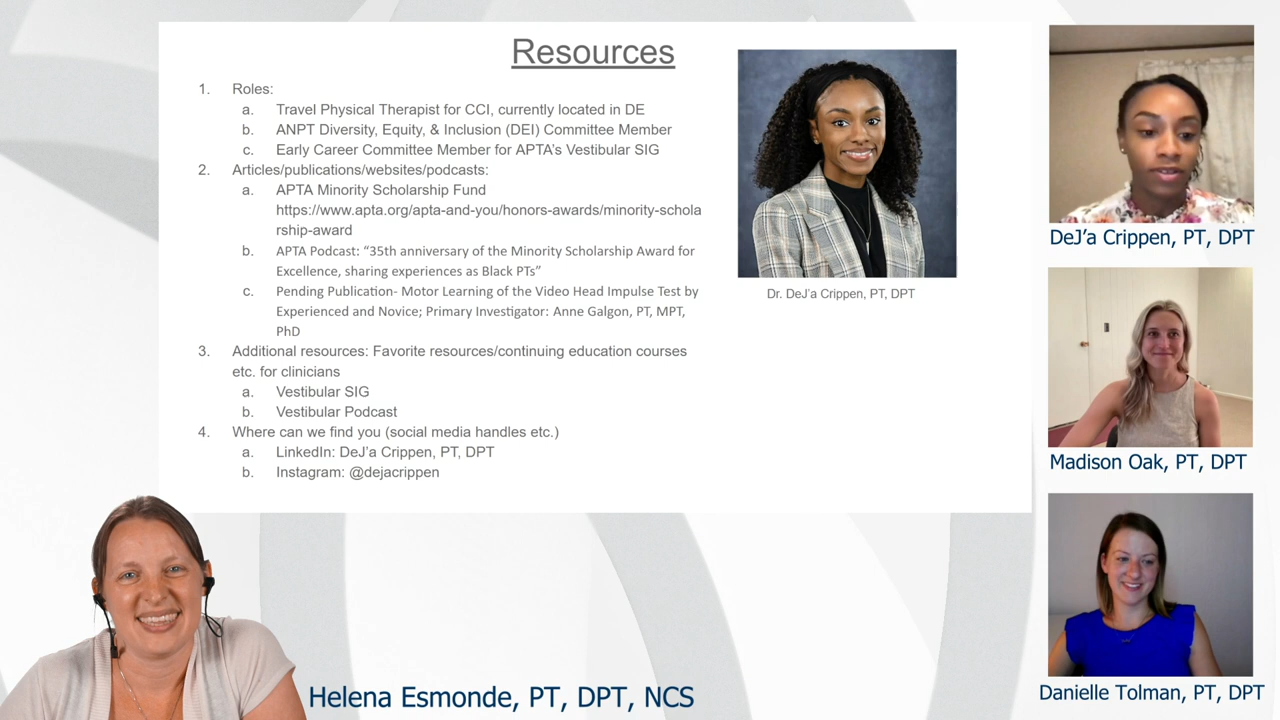 Resources
1. Roles:
a. Travel Physical Therapist for CCI, currently located in DE
b. ANPT Diversity, Equity, & Inclusion (DEI) Committee Member
c. Early Career Committee Member for APTA's Vestibular SIG
2. Articles/publications/websites/podcasts:
a. APTA Minority Scholarship Fund
https://www.apta.org/apta-and-you/honors-awards/minority-schola
rship-award
b. APTA Podcast: “35th anniversary of the Minority Scholarship Award for
Excellence, sharing experiences as Black PTs”
c. Pending Publication- Motor Learning of the Video Head Impulse Test by
Experienced and Novice; Primary Investigator: Anne Galgon, PT, MPT,
PhD
3. Additional resources: Favorite resources/continuing education courses
etc. for clinicians
a. Vestibular SIG
b. Vestibular Podcast
4. Where can we find you (social media handles etc.)
a. LinkedIn: DeJ’a Crippen, PT, DPT
b. Instagram: @dejacrippen
Dr. DeJ’a Crippen, PT, DPT
DeJ’a Crippen, PT, DPT
Madison Oak, PT, DPT
Danielle Tolman, PT, DPT
Helena Esmonde, PT, DPT, NCS